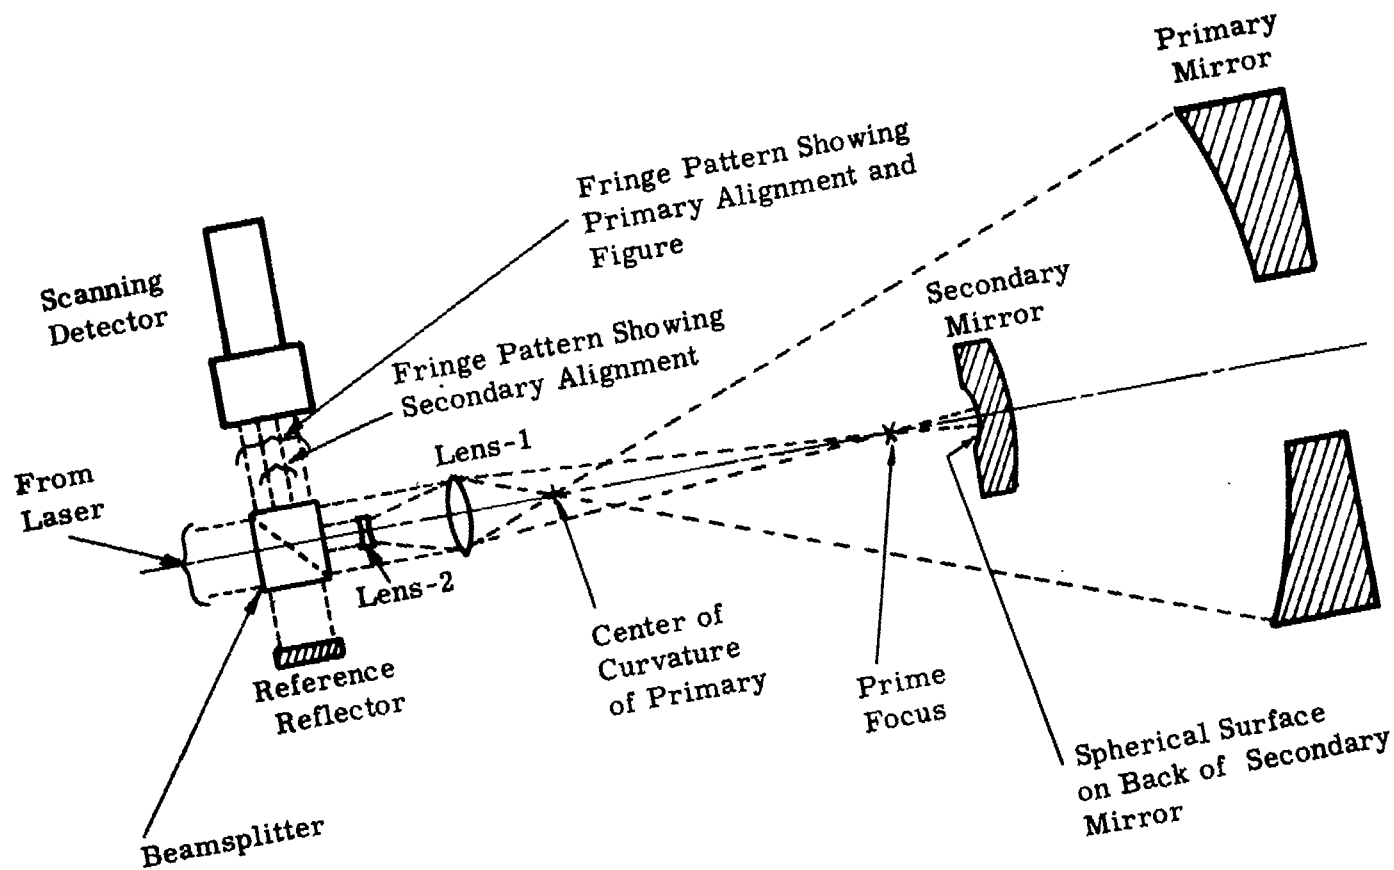 Primary
Mirror
Fringe Pattern Showing
Primary Alignment and
Figure
Scanning
Detector
Secondary
Mirror
Fringe Pattern Showing
Secondary Alignment
Lens-1
From
Laser
Lens-2
Center of
Curvature
of Primary
Reference
Reflector
Prime
Focus
Spherical Surface
on Back of Secondary
Mirror
Beamsplitter